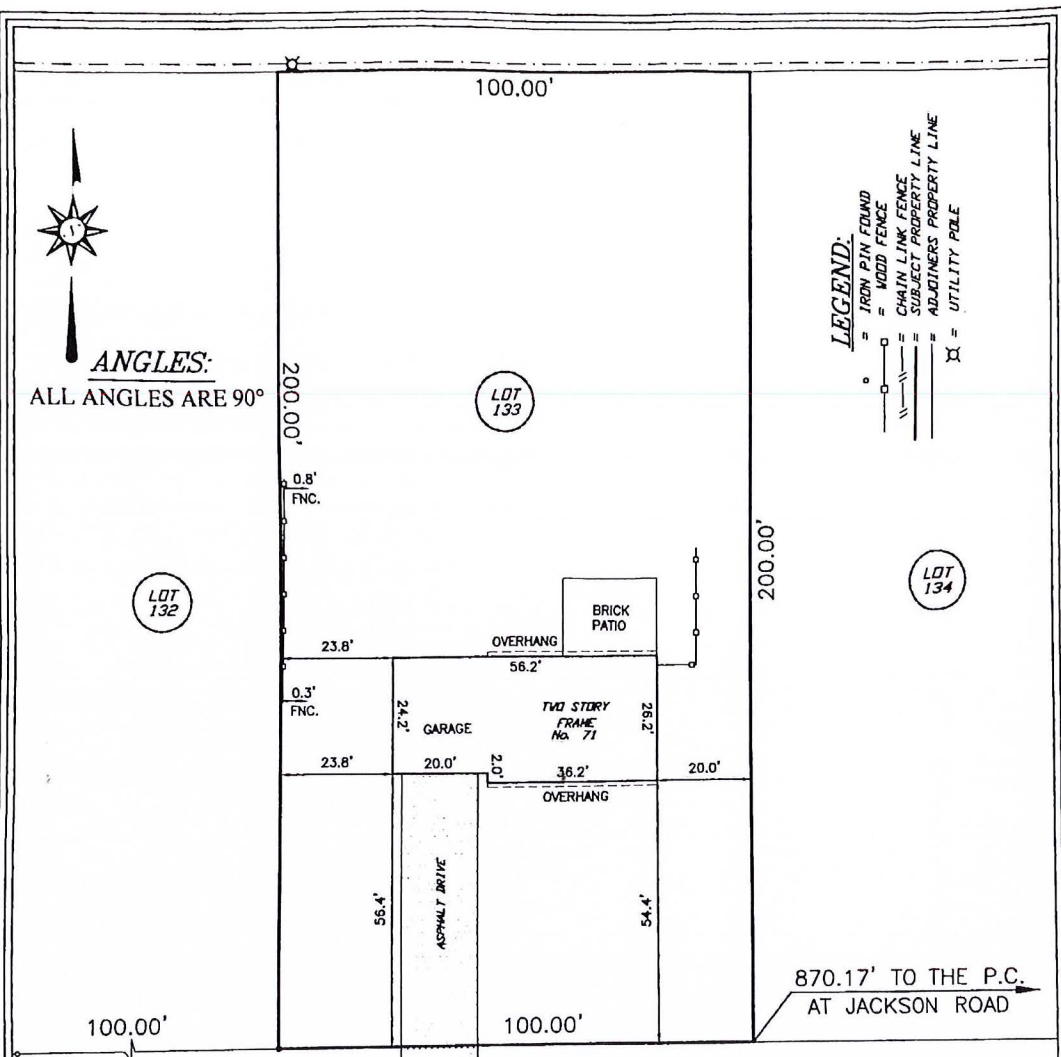 100.00'
ANGLES:
ALL ANGLES ARE 90°
200.00'
LOT
133
LEGEND:
= IRON PIN FOUND
= WOOD FENCE
= CHAIN LINK FENCE
= SUBJECT PROPERTY LINE
= ADJOINERS PROPERTY LINE
= UTILITY POLE
0.8'
FNC.
200.00'
LOT
132
LOT
134
BRICK
PATIO
23.8'
OVERHANG
56.2'
0.3'
FNC.
24.2'
GARAGE
TWO STORY
FRAME
No. 71
26.2'
23.8'
20.0'
2.0'
36.2'
20.0'
OVERHANG
56.4'
ASPHALT DRIVE
54.4'
870.17' TO THE P.C.
AT JACKSON ROAD
100.00'
100.00'